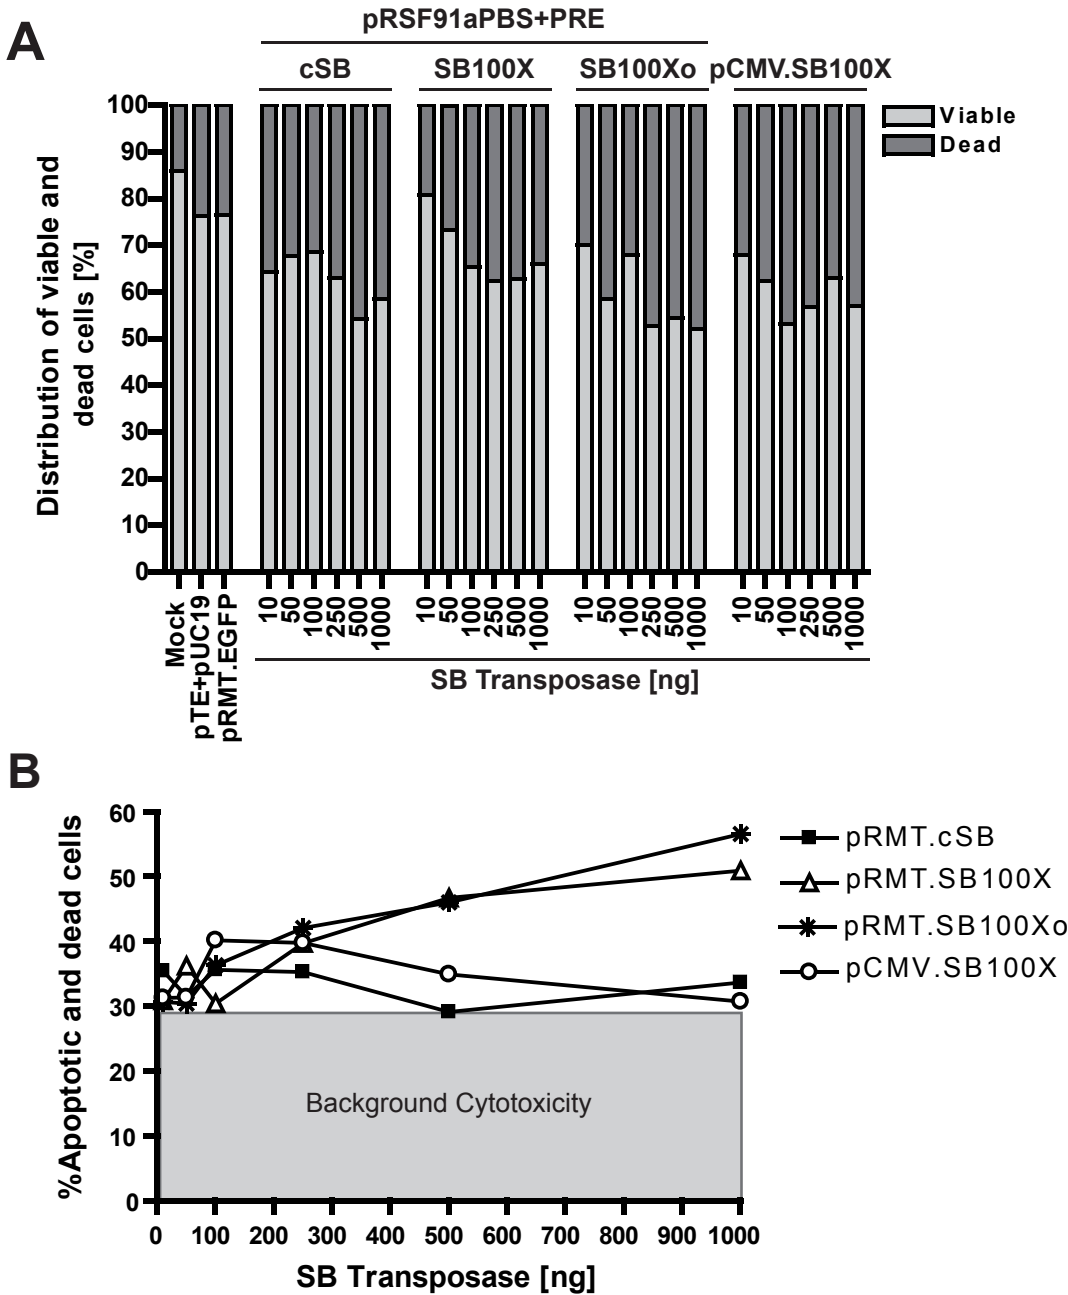 A
pRSF91aPBS+PRE
cSB SB100X SB100Xo pCMV.SB100X
Viable
Dead
Distribution of viable and
dead cells [%]
100
90
80
70
60
50
40
30
20
10
0
Mock
pTE+pUC19
pRMT.EGFP
10 50 100 250 500 1000 10 50 100 250 500 1000 10 50 100 250 500 1000 10 50 100 250 500 1000
SB Transposase [ng]
B
%Apoptotic and dead cells
60
50
40
30
20
10
0
pRMT.cSB
pRMT.SB100X
pRMT.SB100Xo
pCMV.SB100X
Background Cytotoxicity
0 100 200 300 400 500 600 700 800 900 1000
SB Transposase [ng]